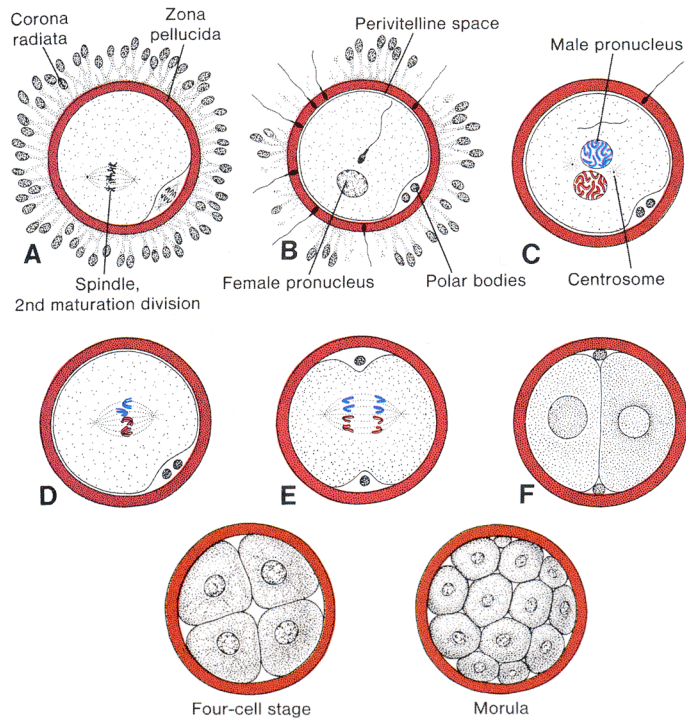 Corona
radiata
Zona
pellucida
Perivitelline space
Male pronucleus
A
B
C
Spindle,
2nd maturation division
Female pronucleus
Polar bodies
Centrosome
D
E
F
Four-cell stage
Morula